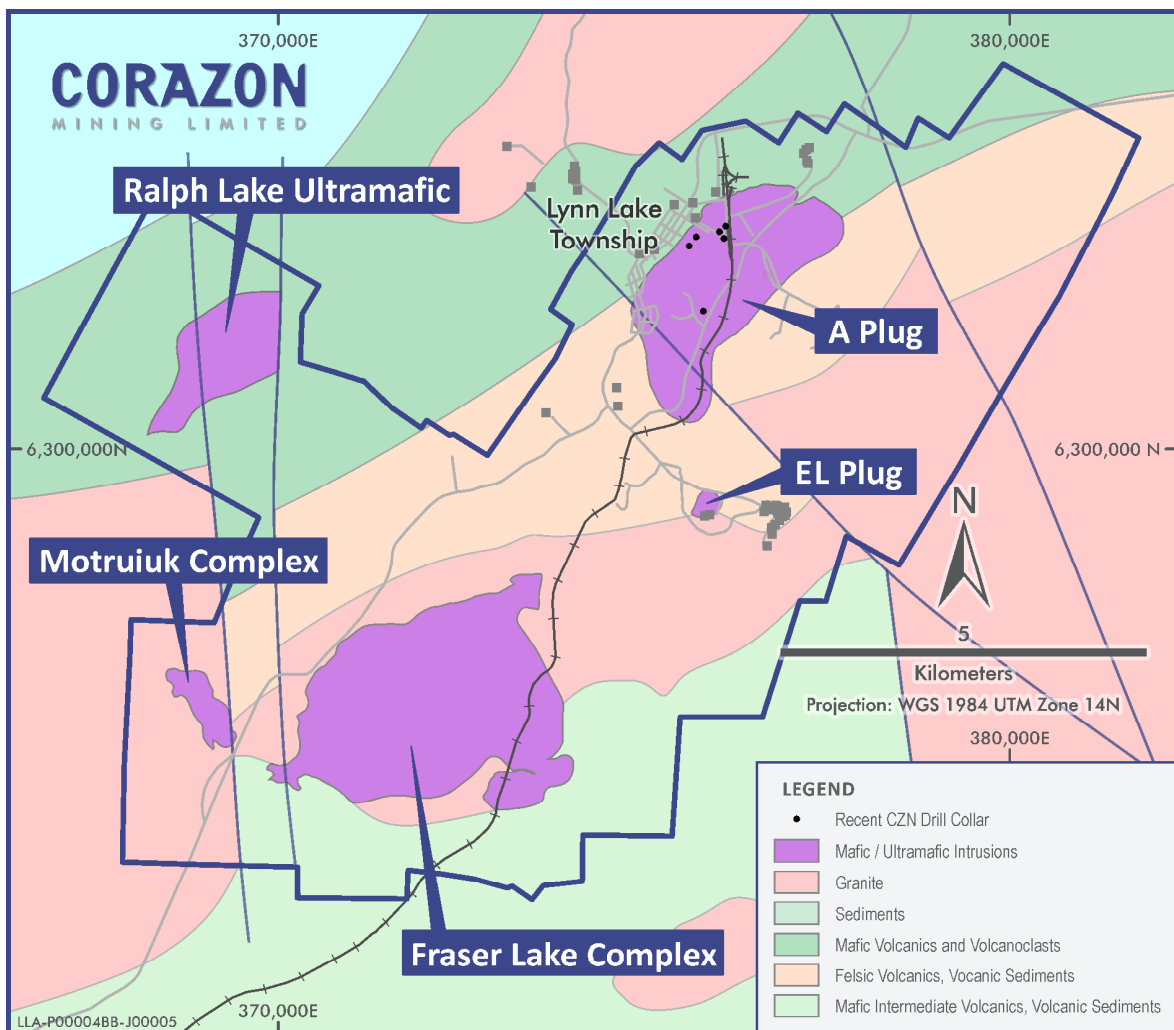 370,000E
380,000E
CORAZON
MINING LIMITED
Ralph Lake Ultramafic
Lynn Lake
Township
A Plug
6,300,000N
6,300,000 N
EL Plug
N
Motruiuk Complex
5
Kilometers
Projection: WGS 1984 UTM Zone 14N
380,000E
Fraser Lake Complex
LEGEND
Recent CZN Drill Collar
Mafic / Ultramafic Intrusions
Granite
Sediments
Mafic Volcanics and Volcanoclasts
Felsic Volcanics, Vocanic Sediments
Mafic Intermediate Volcanics, Volcanic Sediments
370,000E
LLA-P00004BB-J00005